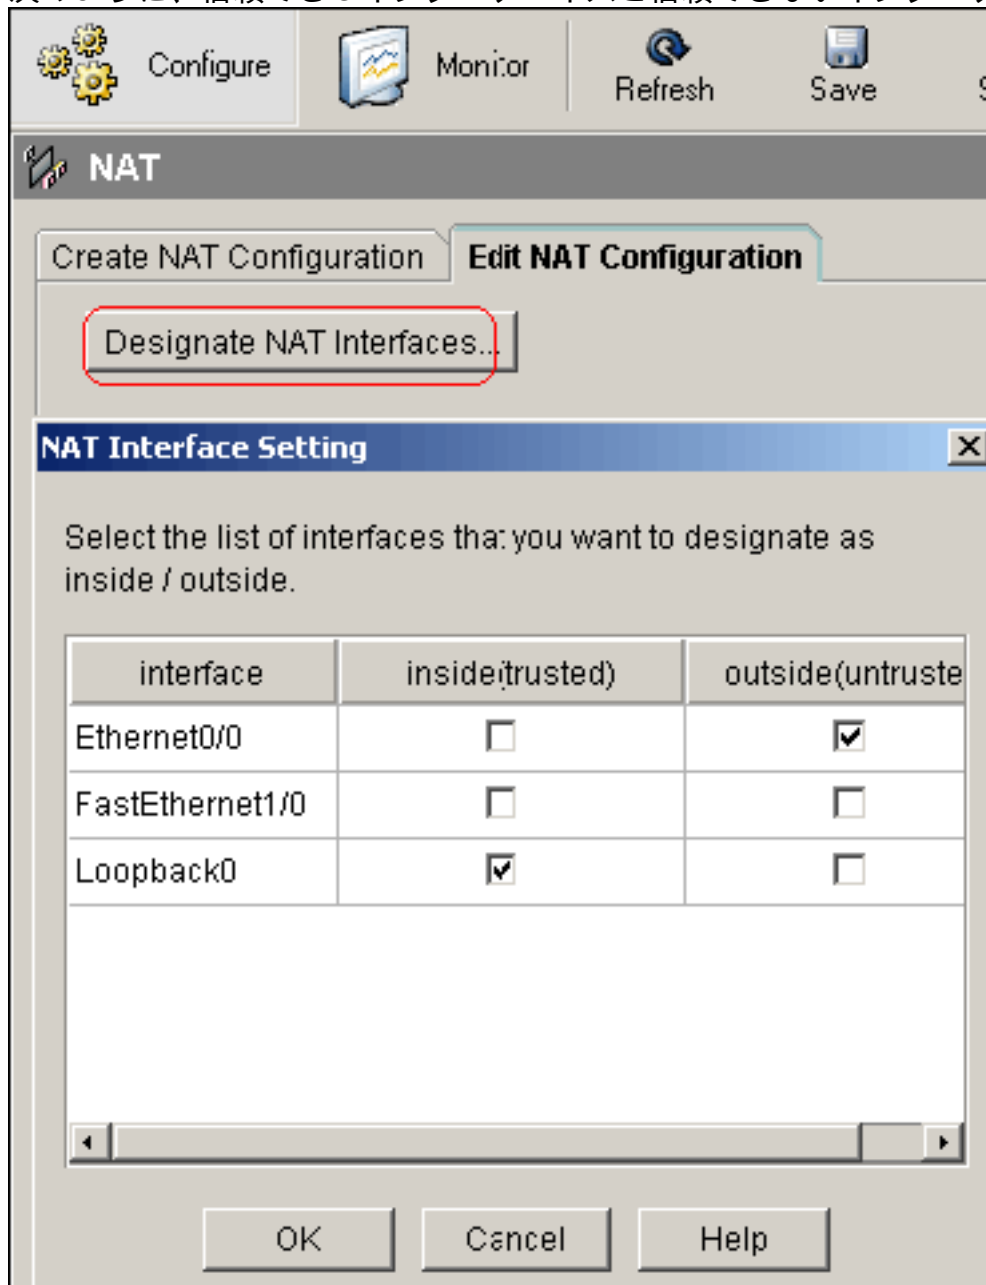 Configure
Monitor
Refresh
Save
NAT
Create NAT Configuration
Edit NAT Configuration
Designate NAT Interfaces...
NAT Interface Setting
Select the list of interfaces that you want to designate as
inside / outside.
interface inside(trusted) outside(untruste
Ethernet0/0
FastEthernet1/0
Loopback0
OK Cancel Help